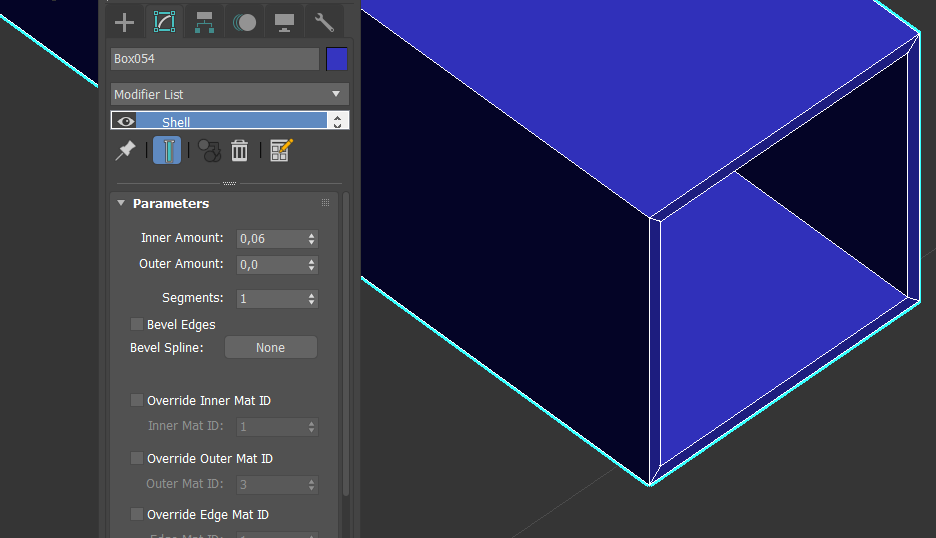 Box054
Modifier List
Shell
Parameters
Inner Amount: 0,06
Outer Amount: 0,0
Segments: 1
Bevel Edges
Bevel Spline: None
Override Inner Mat ID
Inner Mat ID: 1
Override Outer Mat ID
Outer Mat ID: 3
Override Edge Mat ID